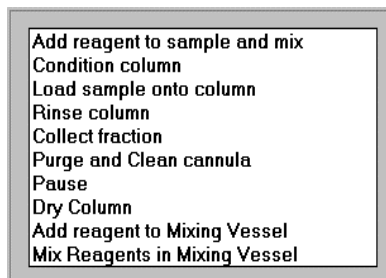 Add reagent to sample and mix
Condition column
Load sample onto column
Rinse column
Collect fraction
Purge and Clean cannula
Pause
Dry Column
Add reagent to Mixing Vessel
Mix Reagents in Mixing Vessel